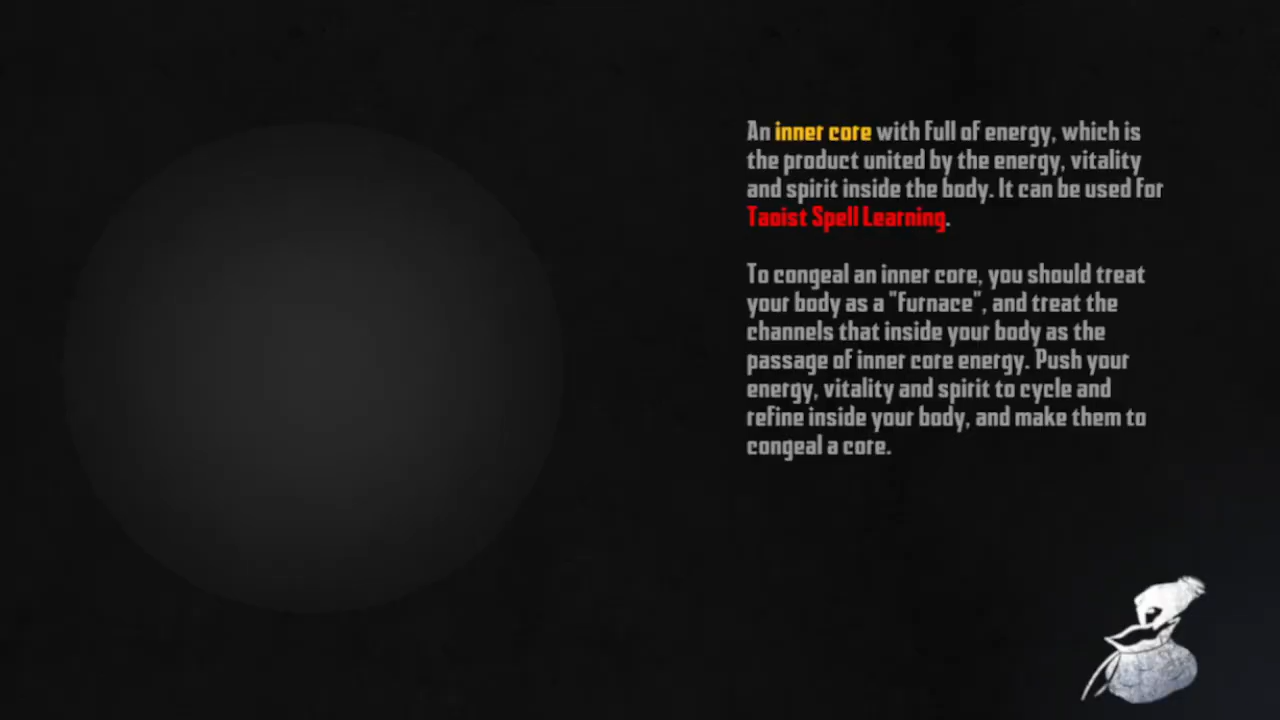 An inner core with full of energy, which is
the product united by the energy, vitality
and spirit inside the body. It can be used for
Taoist Spell Learning.
To congeal an inner core, you should treat
your body as a "furnace", and treat the
channels that inside your body as the
passage of inner core energy. Push your
energy, vitality and spirit to cycle and
refine inside your body, and make them to
congeal a core.